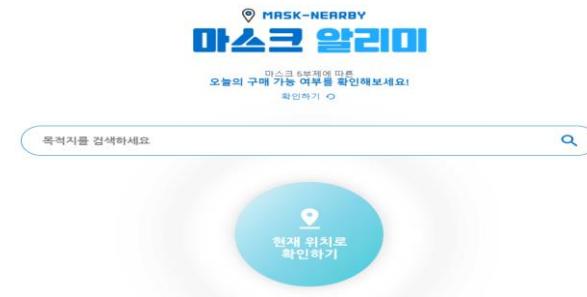 MASK-NEARBY
마스크 알리미
마스크 5부제에 따른
오늘의 구매 가능 여부를 확인해보세요!
확인하기
목적지를 검색하세요
현재 위치로
확인하기